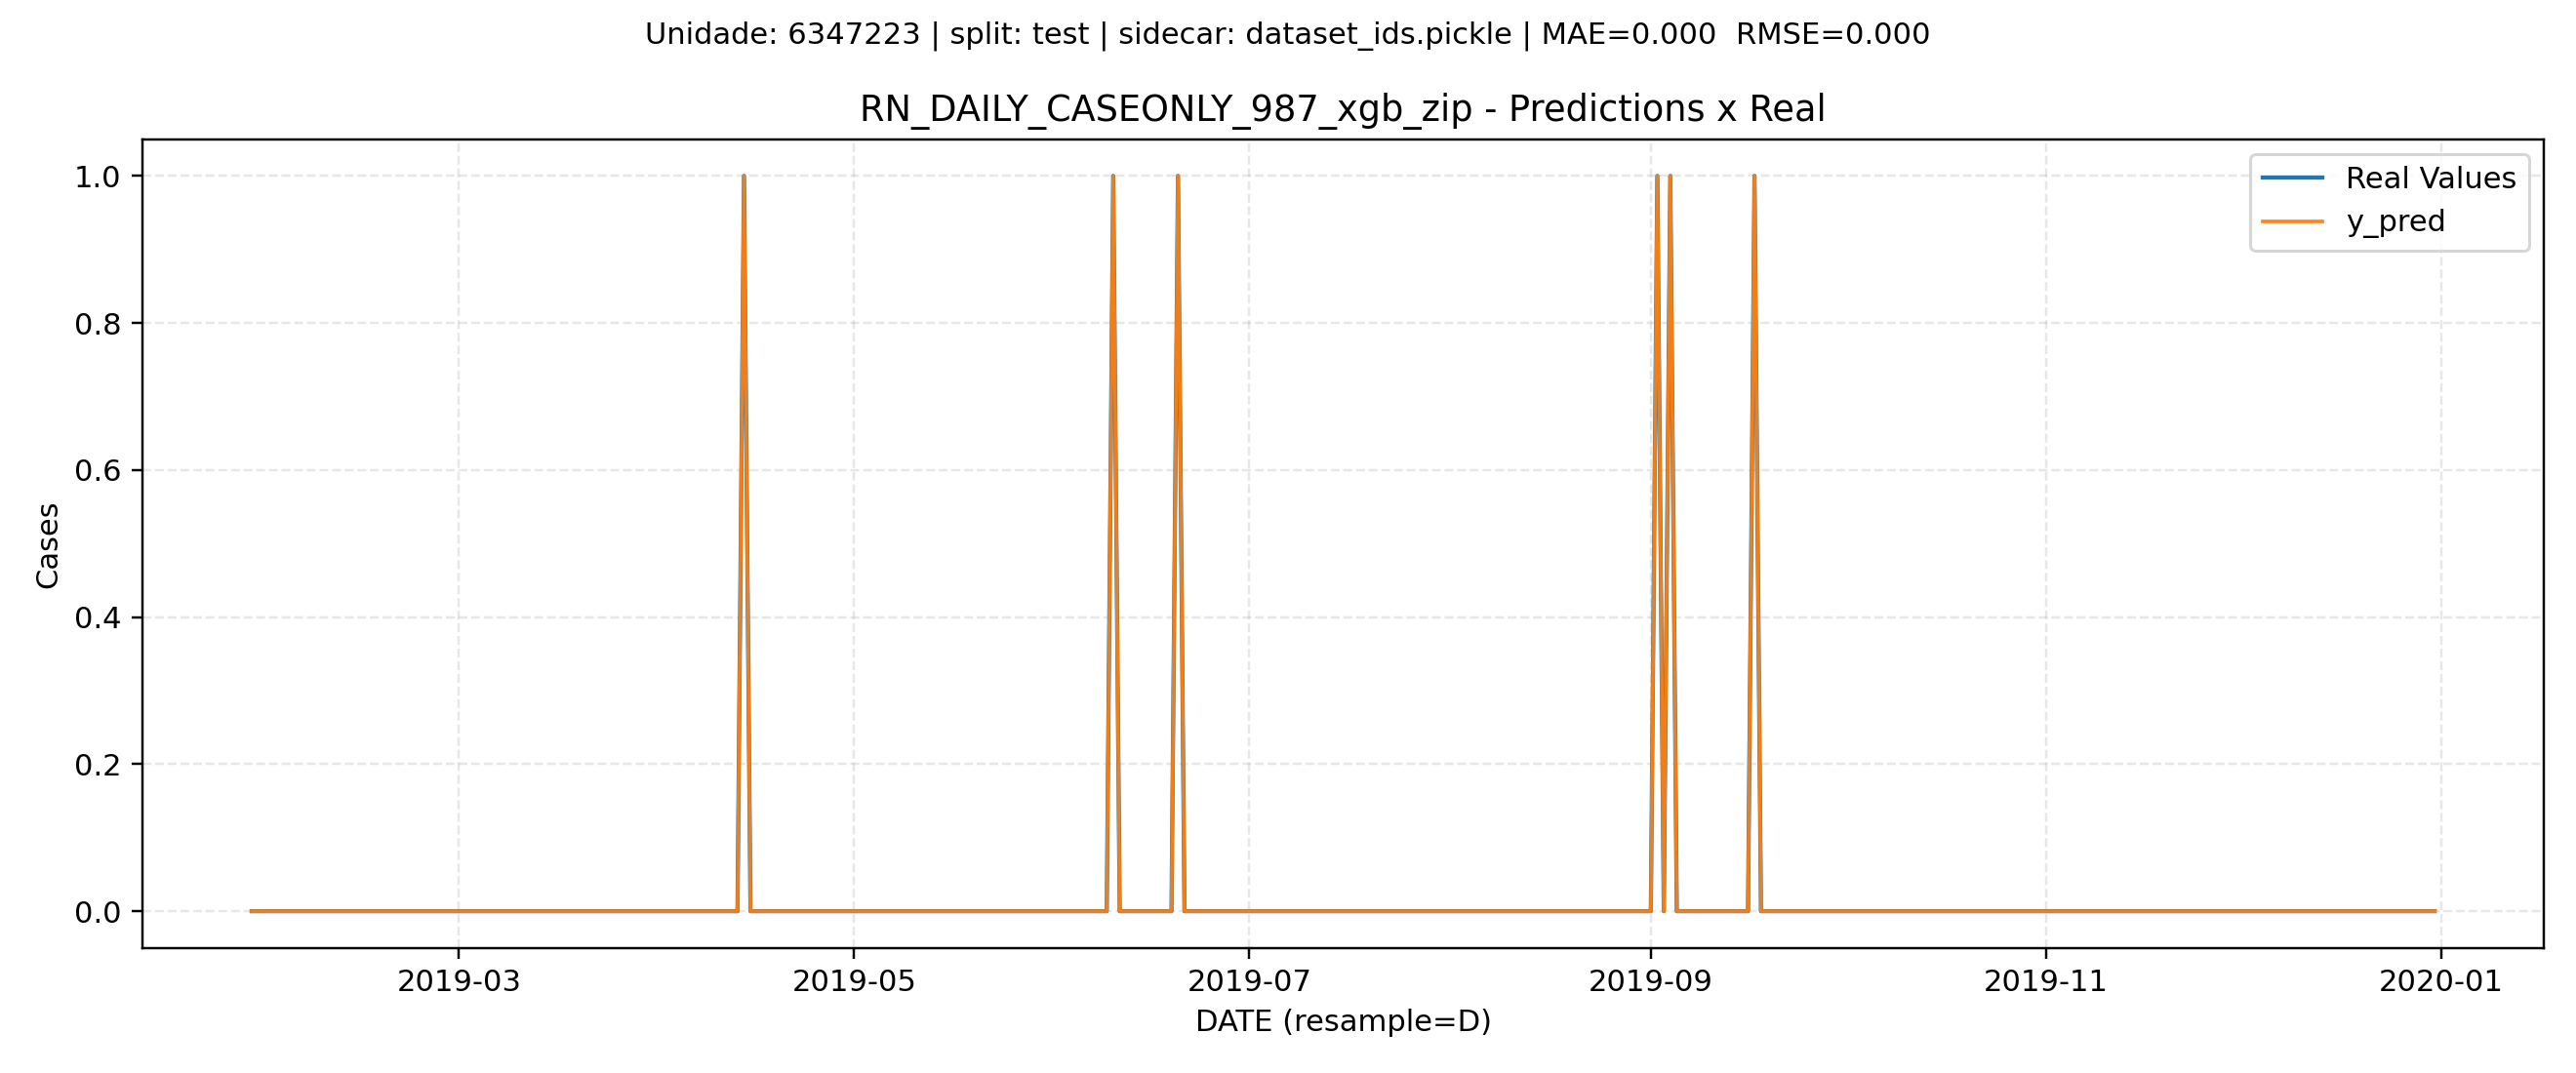 Unidade: 6347223 | split: test | sidecar: dataset_ids.pickle | MAE=0.000  RMSE=0.000
RN_DAILY_CASEONLY_987_xgb_zip - Predictions x Real
Real Values
y_pred
1.0
0.8
0.6
0.4
0.2
0.0
Cases
2019-03
2019-05
2019-07
2019-09
2019-11
2020-01
DATE (resample=D)